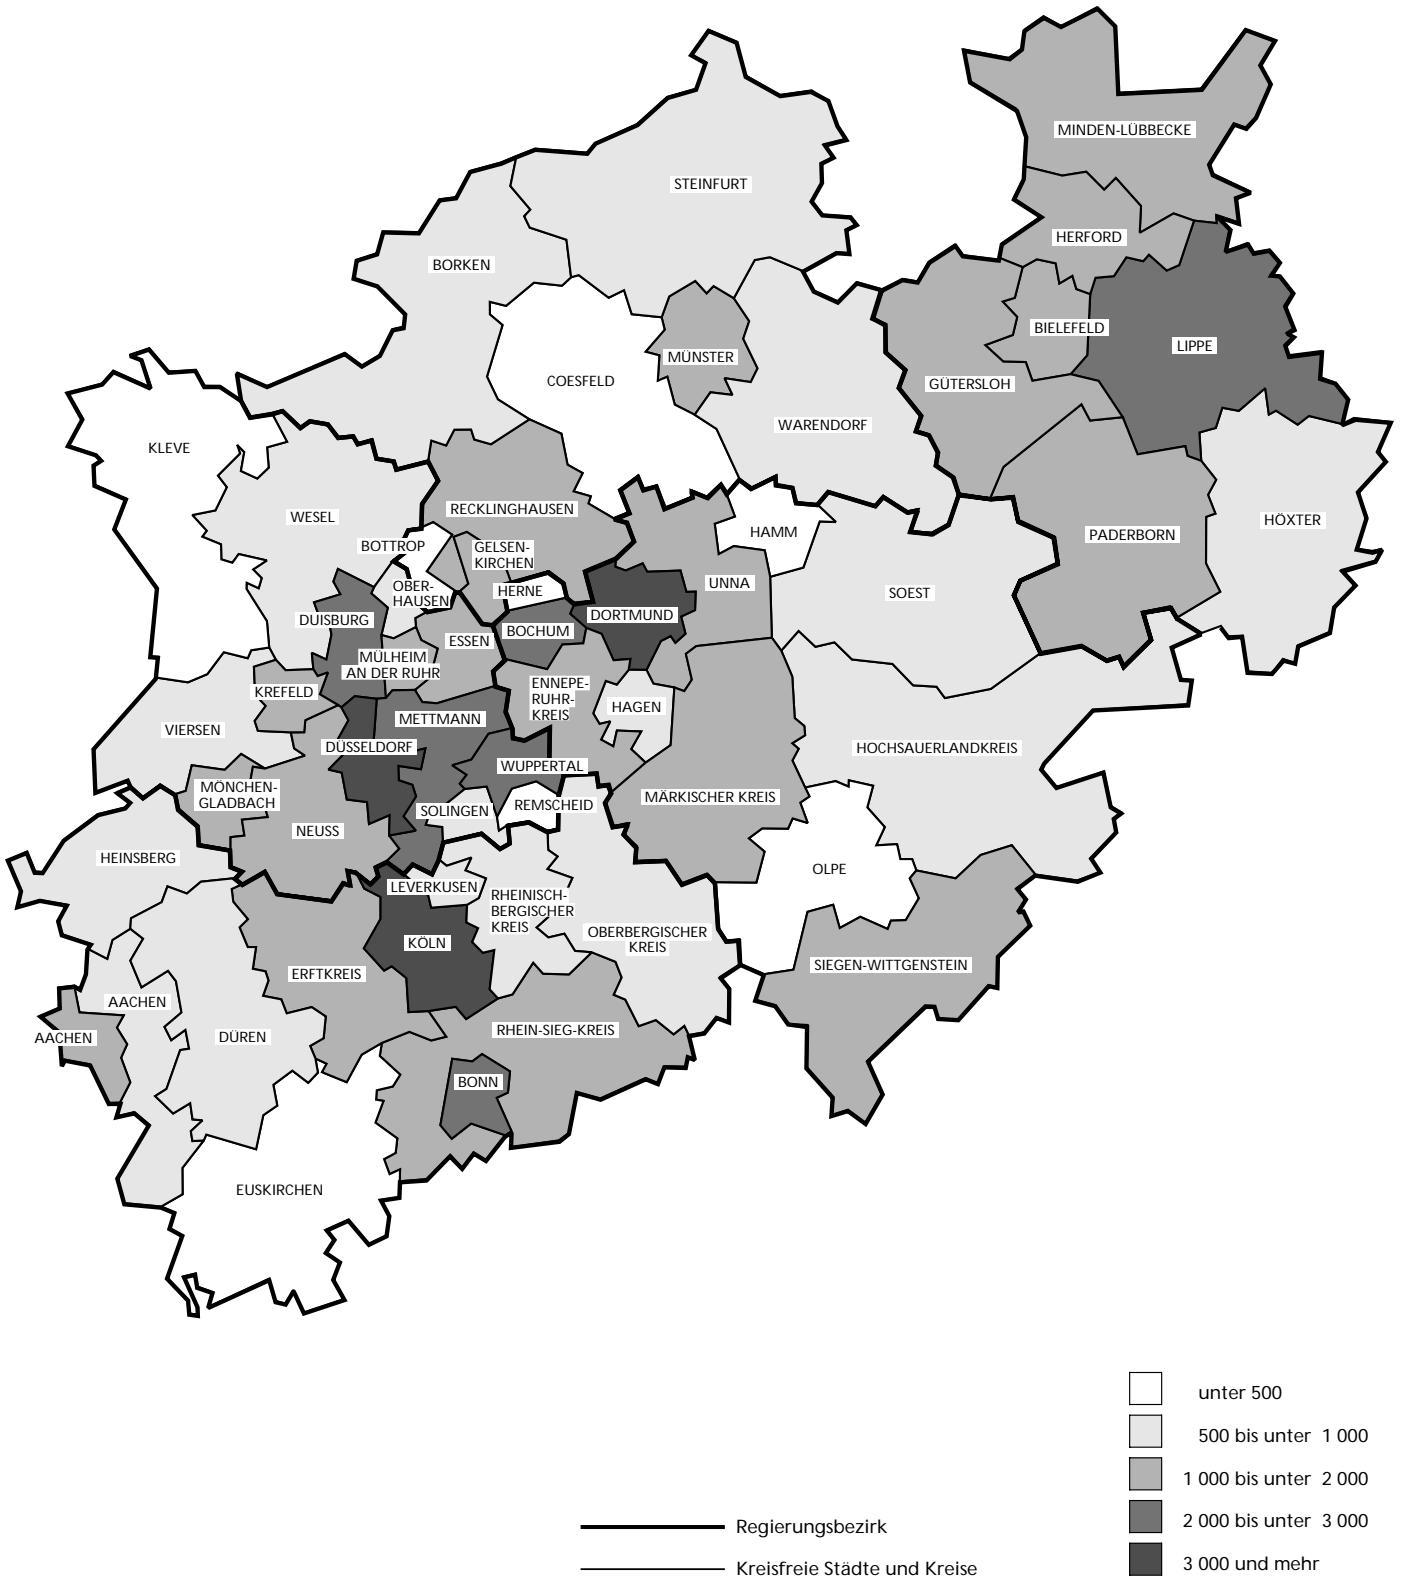 MINDEN-LÜBBECKE
STEINFURT
HERFORD
BORKEN
BIELEFELD
LIPPE
MÜNSTER
COESFELD
GÜTERSLOH
WARENDORF
KLEVE
RECKLINGHAUSEN
WESEL
HÖXTER
HAMM
PADERBORN
BOTTROP
GELSEN-
KIRCHEN
OBER-
HAUSEN
HERNE
UNNA
SOEST
DORTMUND
DUISBURG
BOCHUM
ESSEN
MÜLHEIM
AN DER RUHR
KREFELD
ENNEPE-
RUHR-
KREIS
HAGEN
METTMANN
VIERSEN
DÜSSELDORF
HOCHSAUERLANDKREIS
WUPPERTAL
MÖNCHEN-
GLADBACH
MÄRKISCHER KREIS
REMSCHEID
SOLINGEN
NEUSS
HEINSBERG
OLPE
LEVERKUSEN
RHEINISCH-
BERGISCHER
KREIS
OBERBERGISCHER
KREIS
KÖLN
SIEGEN-WITTGENSTEIN
ERFTKREIS
AACHEN
RHEIN-SIEG-KREIS
AACHEN
DÜREN
BONN
EUSKIRCHEN
unter 500
500 bis unter 1 000
1 000 bis unter 2 000
2 000 bis unter 3 000
3 000 und mehr
Regierungsbezirk
Kreisfreie Städte und Kreise